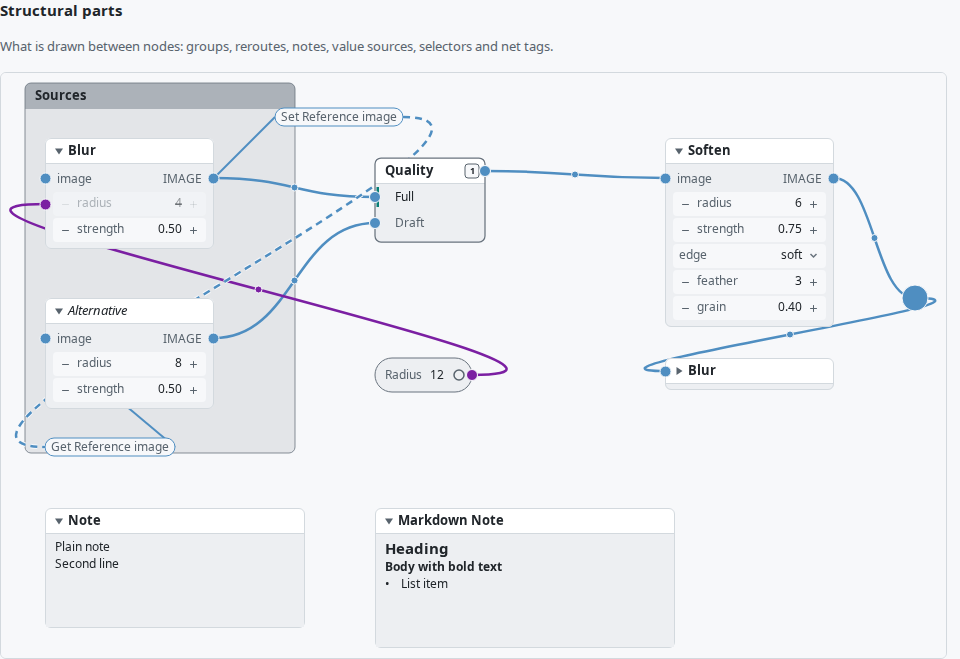 Structural parts
What is drawn between nodes: groups, reroutes, notes, value sources, selectors and net tags.
Sources
Set Reference image
Blur
image IMAGE
– radius 4 +
– strength 0.50 +
Quality 1
Full
Draft
Soften
image IMAGE
– radius 6 +
– strength 0.75 +
edge soft
– feather 3 +
– grain 0.40 +
Alternative
image IMAGE
– radius 8 +
– strength 0.50 +
Get Reference image
Radius 12
Blur
Note
Plain note
Second line
Markdown Note
Heading
Body with bold text
• List item